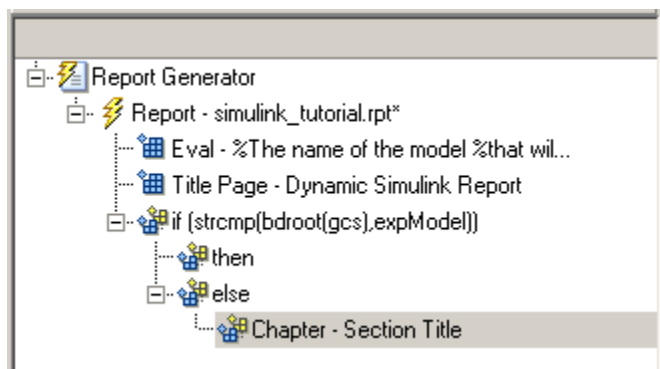 Report Generator
Report - simulink_tutorial.rpt*
Eval - %The name of the model %that wil...
Title Page - Dynamic Simulink Report
if (strcmp(bdroot(gcs),expModel))
then
else
Chapter - Section Title